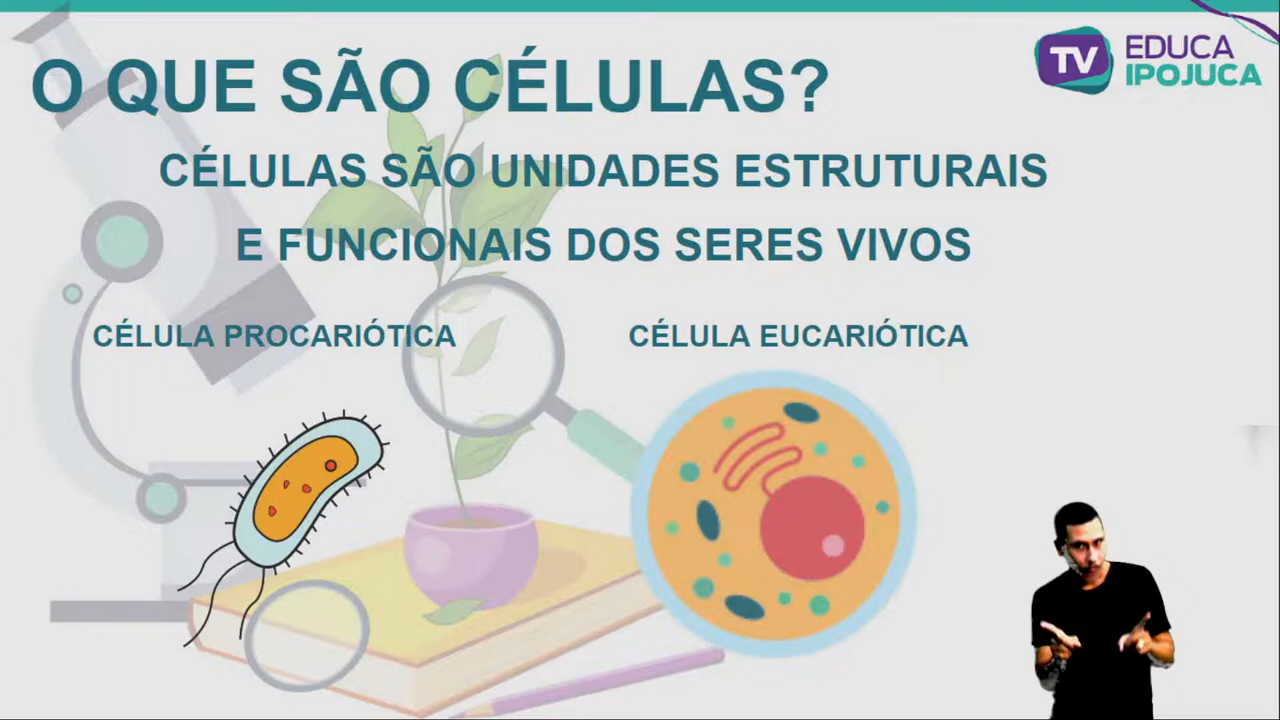 O QUE SÃO CÉLULAS?
TV EDUCA
IPOJUCA
CÉLULAS SÃO UNIDADES ESTRUTURAIS
E FUNCIONAIS DOS SERES VIVOS
CÉLULA PROCARIÓTICA
CÉLULA EUCARIÓTICA